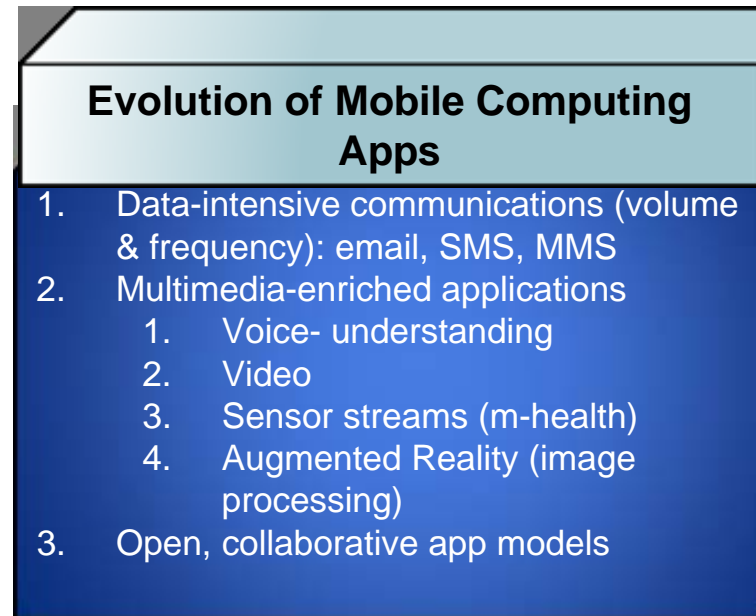 Evolution of Mobile Computing
Apps
1. Data-intensive communications (volume
& frequency): email, SMS, MMS
2. Multimedia-enriched applications
1. Voice- understanding
2. Video
3. Sensor streams (m-health)
4. Augmented Reality (image
processing)
3. Open, collaborative app models